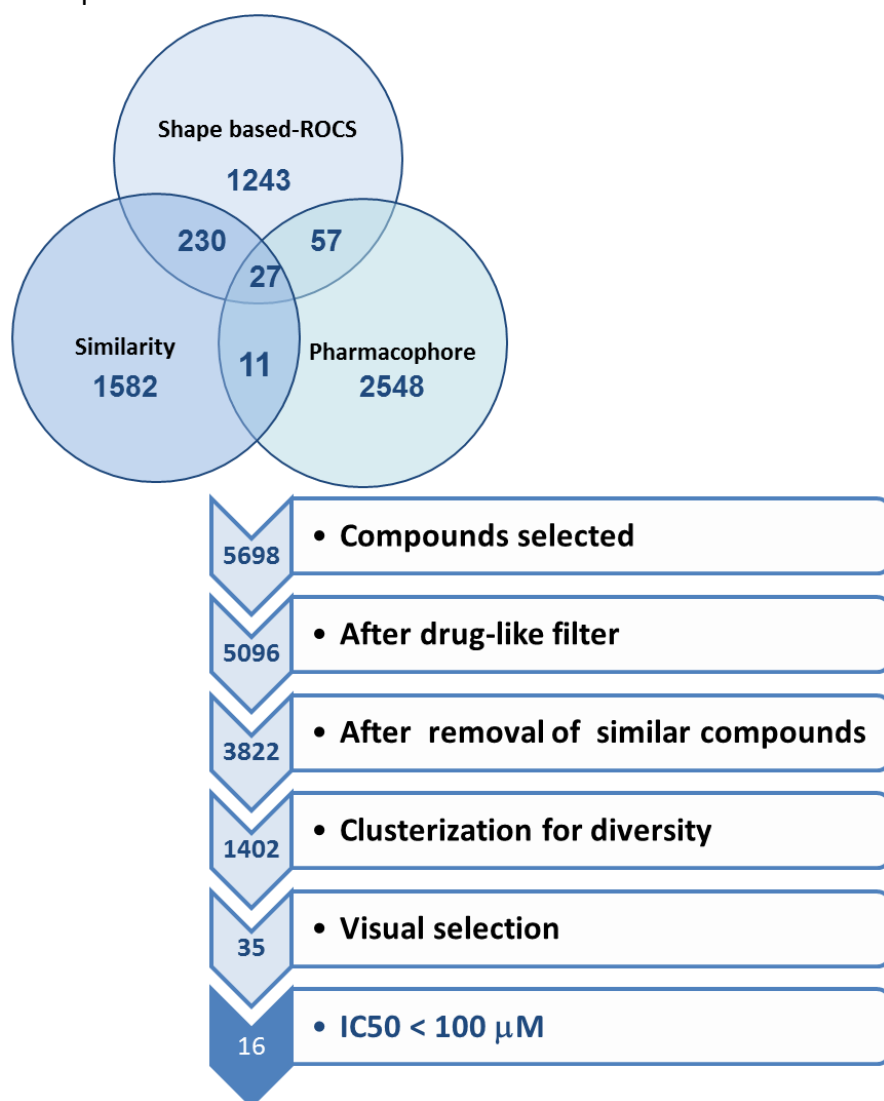 Shape based-ROCS
1243
230
57
27
Similarity
1582
11
Pharmacophore
2548
5698
• Compounds selected
5096
• After drug-like filter
3822
• After removal of similar compounds
1402
• Clusterization for diversity
35
• Visual selection
16
• IC50 < 100 μM